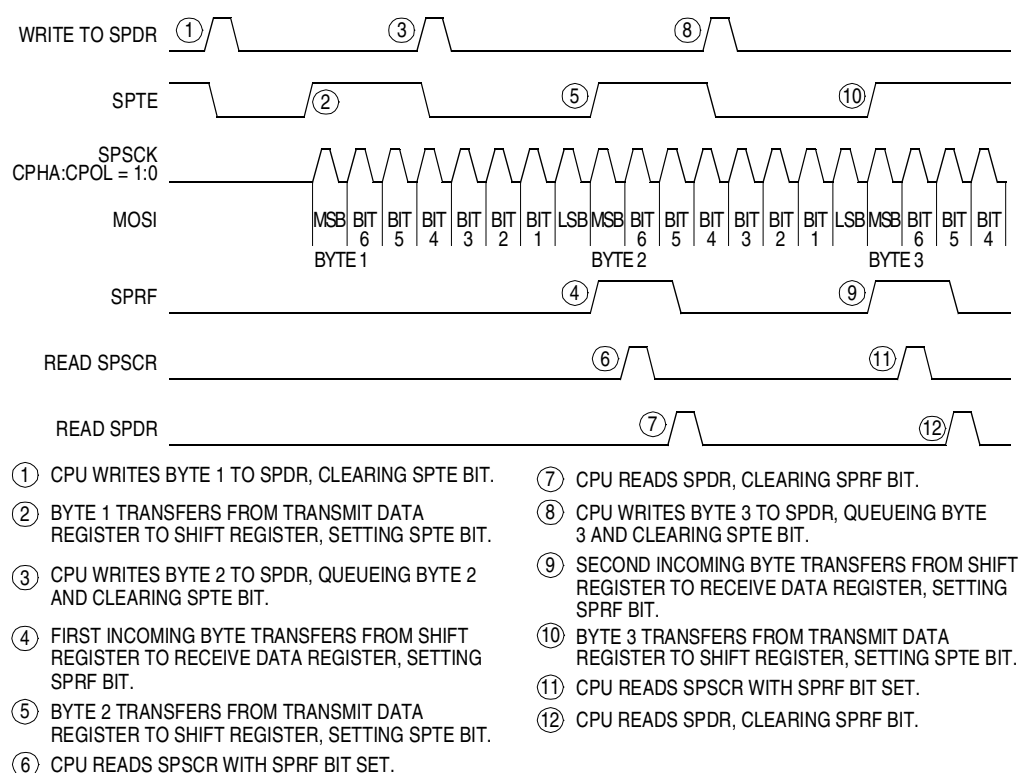 WRITE TO SPDR
1
3
8
SPTE
2
5
10
SPSCK
CPHA:CPOL = 1:0
MOSI
MSB BIT BIT BIT BIT BIT BIT LSB MSB BIT BIT BIT BIT BIT BIT LSB MSB BIT BIT BIT
6 5 4 3 2 1 6 5 4 3 2 1 6 5 4
BYTE 1 BYTE 2 BYTE 3
SPRF
4
9
READ SPSCR
6
11
READ SPDR
7
12
1 CPU WRITES BYTE 1 TO SPDR, CLEARING SPTE BIT.
2 BYTE 1 TRANSFERS FROM TRANSMIT DATA
REGISTER TO SHIFT REGISTER, SETTING SPTE BIT.
3 CPU WRITES BYTE 2 TO SPDR, QUEUEING BYTE 2
AND CLEARING SPTE BIT.
4 FIRST INCOMING BYTE TRANSFERS FROM SHIFT
REGISTER TO RECEIVE DATA REGISTER, SETTING
SPRF BIT.
5 BYTE 2 TRANSFERS FROM TRANSMIT DATA
REGISTER TO SHIFT REGISTER, SETTING SPTE BIT.
6 CPU READS SPSCR WITH SPRF BIT SET.
7 CPU READS SPDR, CLEARING SPRF BIT.
8 CPU WRITES BYTE 3 TO SPDR, QUEUEING BYTE
3 AND CLEARING SPTE BIT.
9 SECOND INCOMING BYTE TRANSFERS FROM SHIFT
REGISTER TO RECEIVE DATA REGISTER, SETTING
SPRF BIT.
10 BYTE 3 TRANSFERS FROM TRANSMIT DATA
REGISTER TO SHIFT REGISTER, SETTING SPTE BIT.
11 CPU READS SPSCR WITH SPRF BIT SET.
12 CPU READS SPDR, CLEARING SPRF BIT.